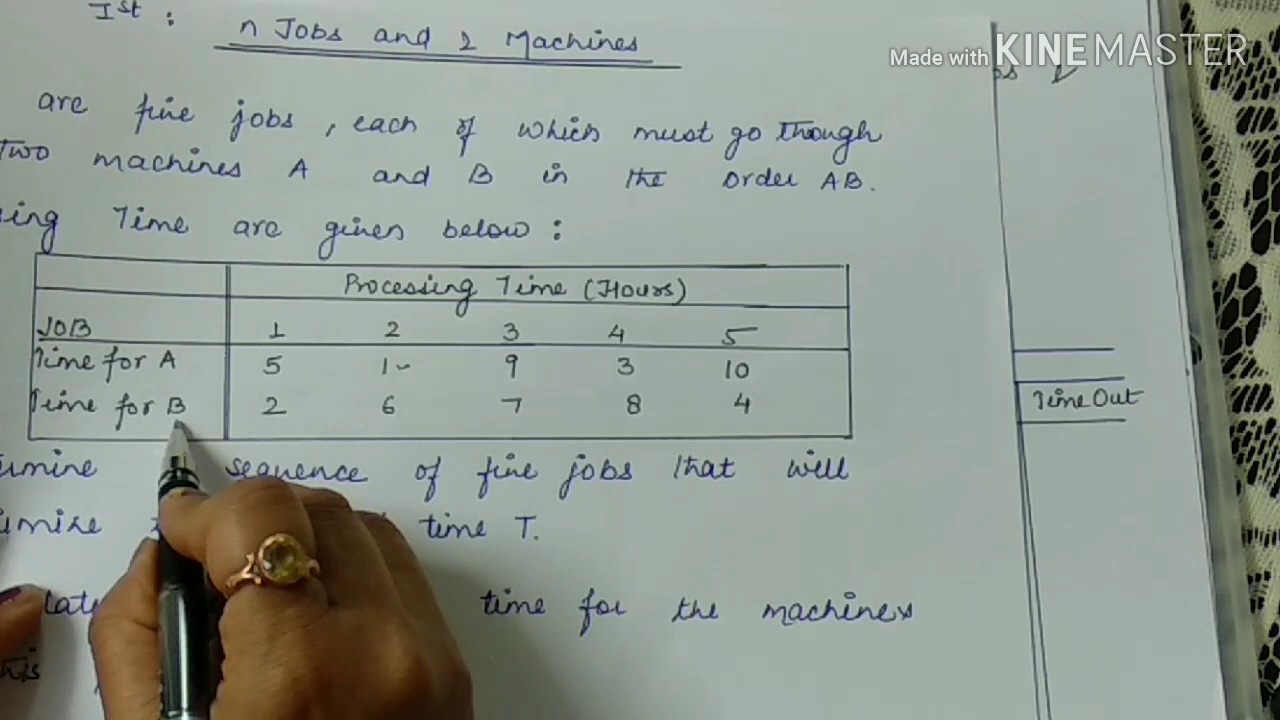 Ist :
n Jobs and 2 Machines
Made with KINEMASTER
are five jobs, each of which must go though
two machines A and B in the order AB.
Time are given below :
Processing Time (Hours)
JOB 1 2 3 4 5
Time for A 5 1 9 3 10
Time for B 2 6 7 8 4
sequence of five jobs that will
time T.
time for the machines
Time Out